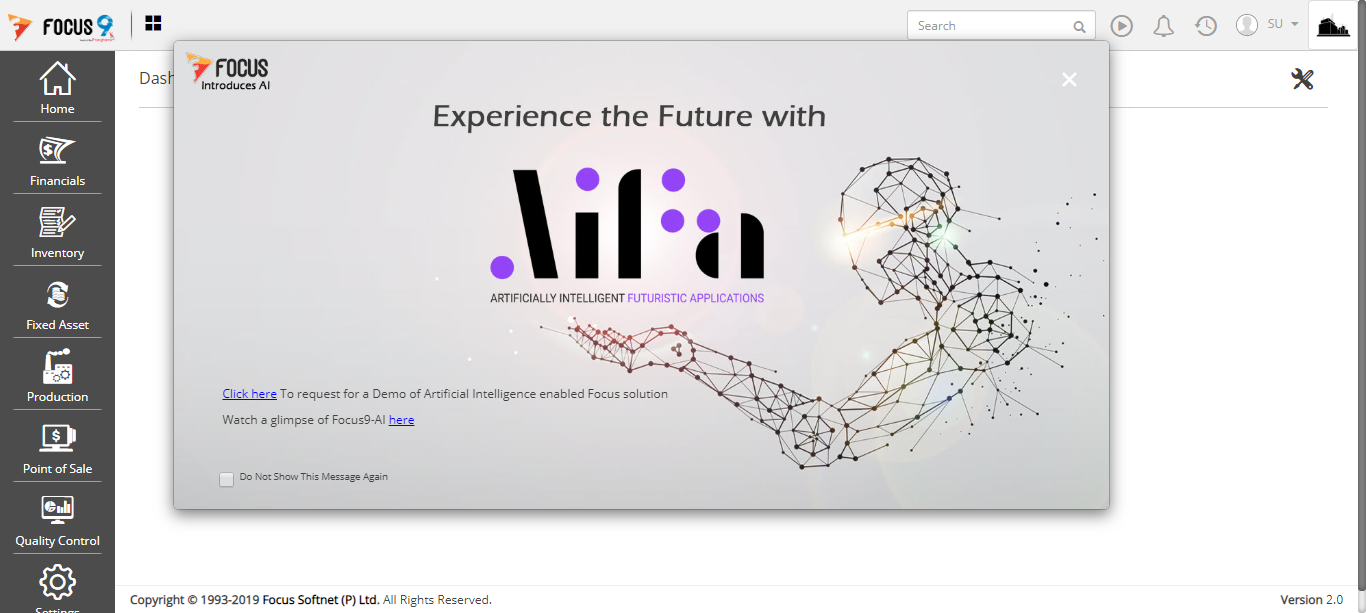 FOCUS 9
Search
SU
Home
Financials
Inventory
Fixed Asset
Production
Point of Sale
Quality Control
Settings
Dash
FOCUS
Introduces AI
Experience the Future with
Aifa
ARTIFICIALLY INTELLIGENT FUTURISTIC APPLICATIONS
Click here To request for a Demo of Artificial Intelligence enabled Focus solution
Watch a glimpse of Focus9-AI here
Do Not Show This Message Again
Copyright © 1993-2019 Focus Softnet (P) Ltd. All Rights Reserved.
Version 2.0